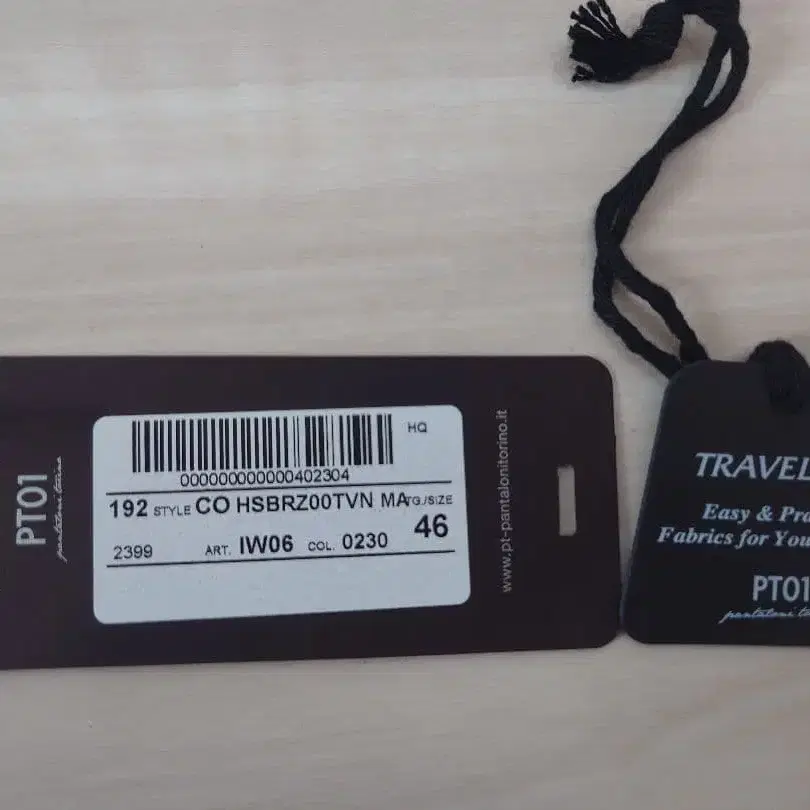 PT01
pantaloni torino
HQ
000000000000402304
192 STYLE CO HSBRZ00TVN MA TG./SIZE
46
2399 ART. IW06 COL. 0230
www.pt-pantalonitorino.it
TRAVEL
Easy & Pra
Fabrics for You
PT01
pantaloni to